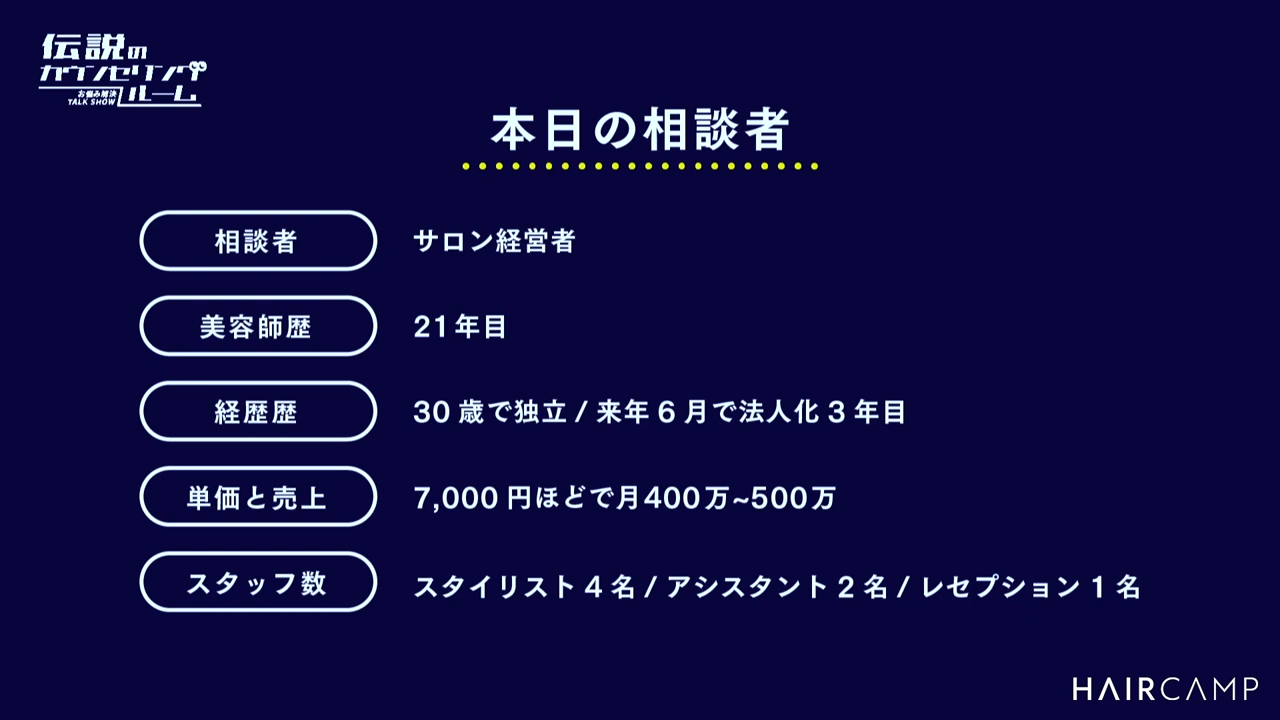 伝説の
カウンセリング
お悩み解決
TALK SHOW
ルーム
本日の相談者
相談者
サロン経営者
美容師歴
21年目
経歴歴
30歳で独立 / 来年6月で法人化3年目
単価と売上
7,000円ほどで月400万~500万
スタッフ数
スタイリスト4名 / アシスタント2名 / レセプション1名
HAIRCAMP